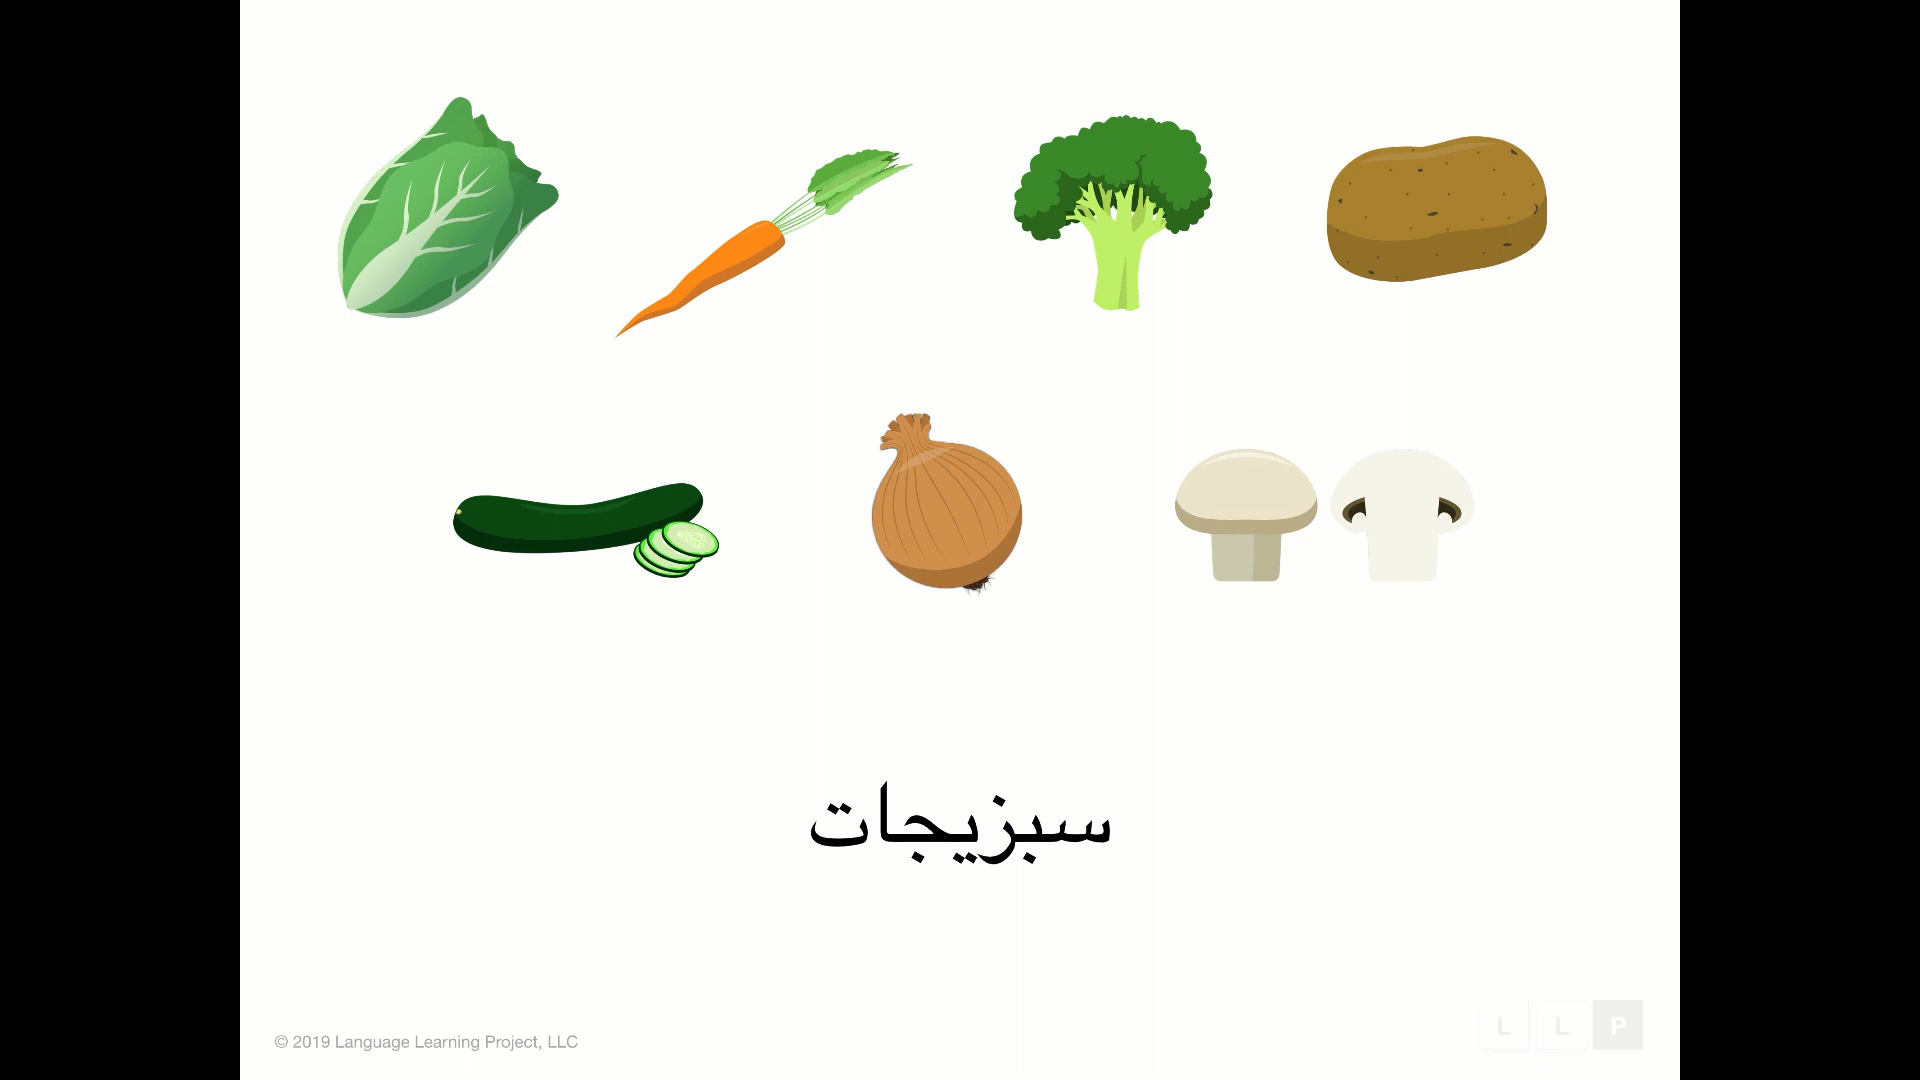 سبزیجات
© 2019 Language Learning Project, LLC
L L P